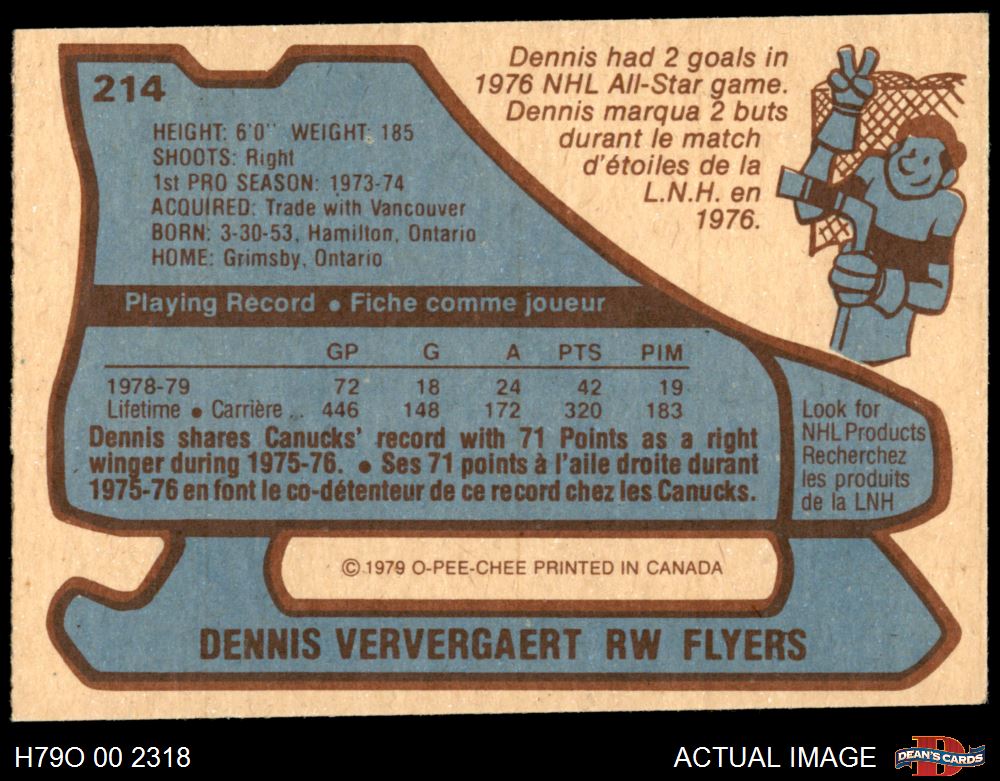 214
HEIGHT: 6'0" WEIGHT: 185
SHOOTS: Right
1st PRO SEASON: 1973-74
ACQUIRED: Trade with Vancouver
BORN: 3-30-53, Hamilton, Ontario
HOME: Grimsby, Ontario
Dennis had 2 goals in
1976 NHL All-Star game.
Dennis marqua 2 buts
durant le match
d'étoiles de la
L.N.H. en
1976.
Playing Record ● Fiche comme joueur
GP G A PTS PIM
1978-79 72 18 24 42 19
Lifetime ● Carrière .. 446 148 172 320 183
Dennis shares Canucks' record with 71 Points as a right
winger during 1975-76. ● Ses 71 points à l'aile droite durant
1975-76 en font le co-détenteur de ce record chez les Canucks.
Look for
NHL Products
Recherchez
les produits
de la LNH
© 1979 O-PEE-CHEE PRINTED IN CANADA
DENNIS VERVERGAERT RW FLYERS
H79O 00 2318
ACTUAL IMAGE
D
DEAN'S CARDS